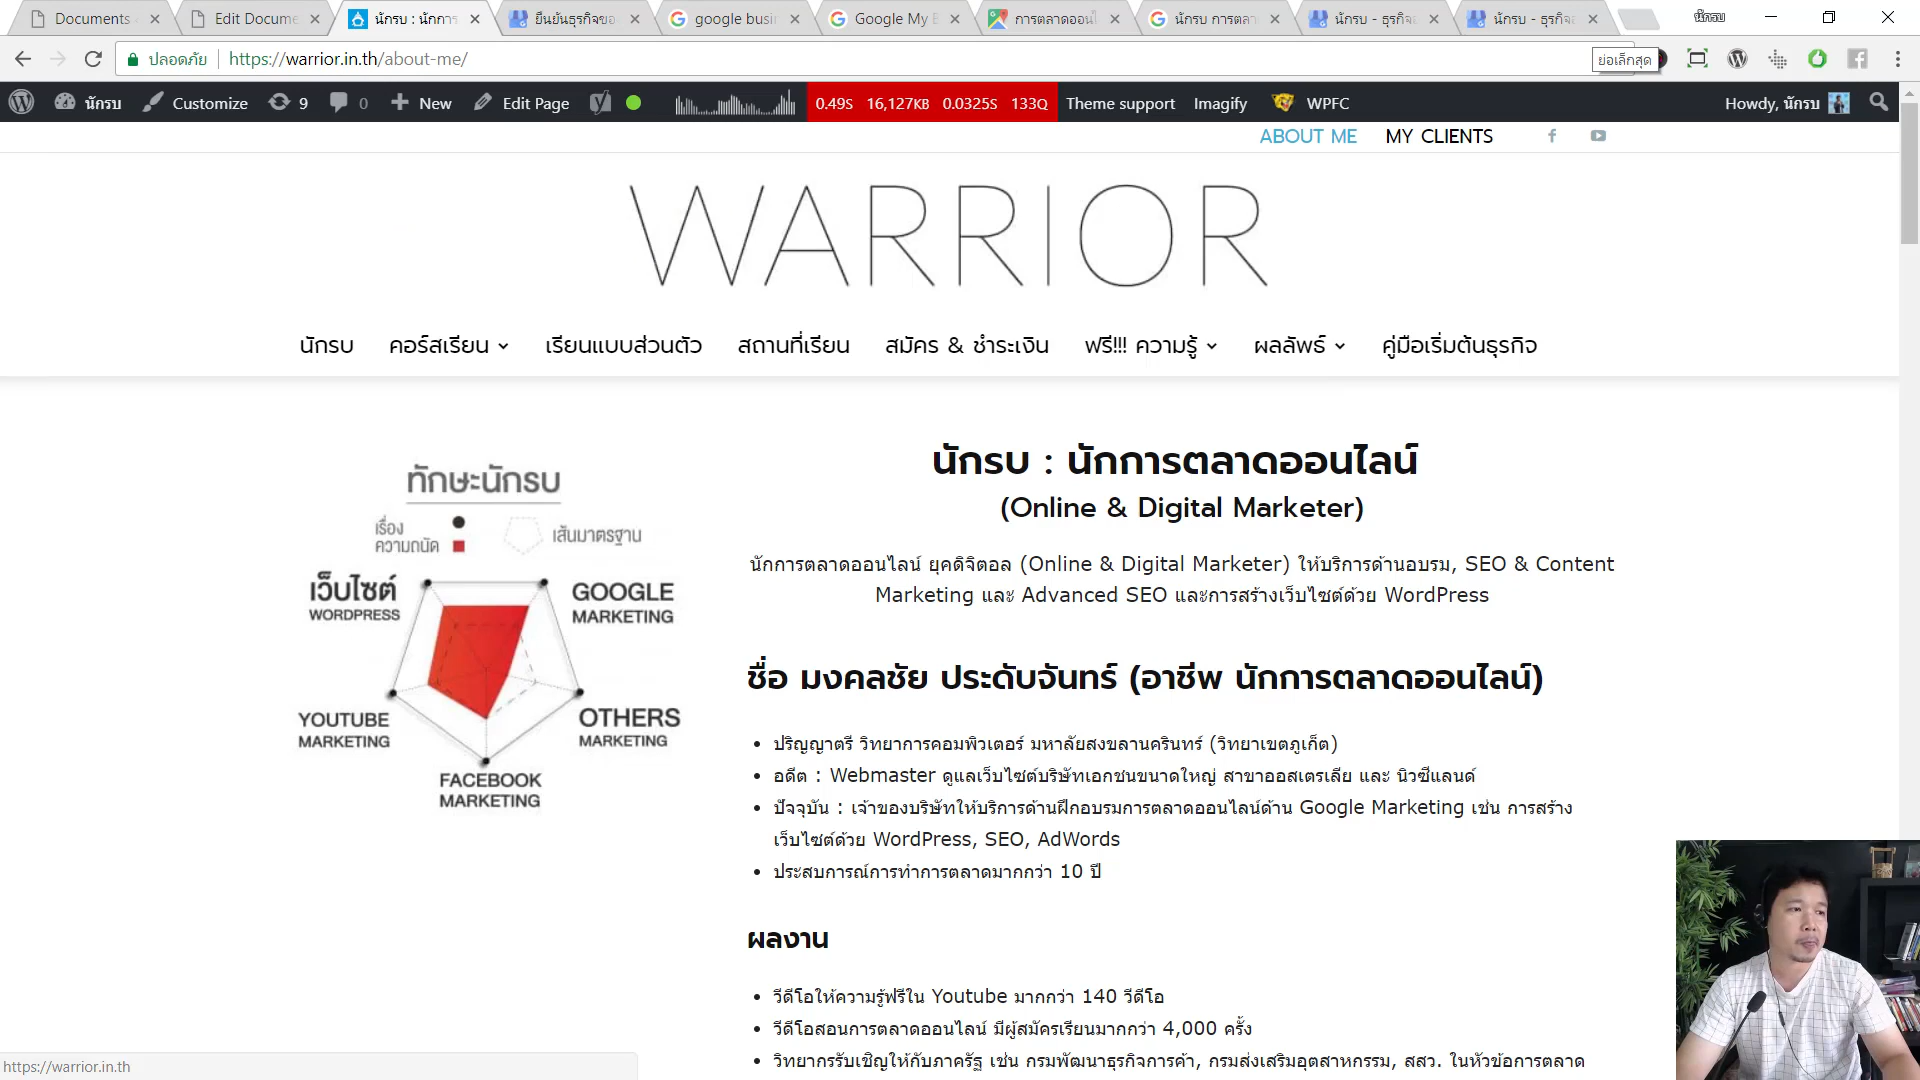 Documents
Edit Docume
นักรบ : นักการ
ยืนยันธุรกิจของ
google busi
Google My B
การตลาดออนไ
นักรบ การตลา
นักรบ - ธุรกิจ
นักรบ - ธุรกิจ
นักรบ
ปลอดภัย
https://warrior.in.th/about-me/
ย่อเล็กสุด
นักรบ
Customize
9
0
New
Edit Page
0.49S 16,127KB 0.0325S 133Q
Theme support
Imagify
WPFC
Howdy, นักรบ
ABOUT ME
MY CLIENTS
WARRIOR
นักรบ
คอร์สเรียน
เรียนแบบส่วนตัว
สถานที่เรียน
สมัคร & ชำระเงิน
ฟรี!!! ความรู้
ผลลัพธ์
คู่มือเริ่มต้นธุรกิจ
ทักษะนักรบ
เรื่อง
ความถนัด
เส้นมาตรฐาน
เว็บไซต์
WORDPRESS
GOOGLE
MARKETING
YOUTUBE
MARKETING
OTHERS
MARKETING
FACEBOOK
MARKETING
นักรบ : นักการตลาดออนไลน์
(Online & Digital Marketer)
นักการตลาดออนไลน์ ยุคดิจิตอล (Online & Digital Marketer) ให้บริการด้านอบรม, SEO & Content
Marketing และ Advanced SEO และการสร้างเว็บไซต์ด้วย WordPress
ชื่อ มงคลชัย ประดับจันทร์ (อาชีพ นักการตลาดออนไลน์)
ปริญญาตรี วิทยาการคอมพิวเตอร์ มหาลัยสงขลานครินทร์ (วิทยาเขตภูเก็ต)
อดีต : Webmaster ดูแลเว็บไซต์บริษัทเอกชนขนาดใหญ่ สาขาออสเตรเลีย และ นิวซีแลนด์
ปัจจุบัน : เจ้าของบริษัทให้บริการด้านฝึกอบรมการตลาดออนไลน์ด้าน Google Marketing เช่น การสร้าง
เว็บไซต์ด้วย WordPress, SEO, AdWords
ประสบการณ์การทำการตลาดมากกว่า 10 ปี
ผลงาน
วีดีโอให้ความรู้ฟรีใน Youtube มากกว่า 140 วีดีโอ
วีดีโอสอนการตลาดออนไลน์ มีผู้สมัครเรียนมากกว่า 4,000 ครั้ง
วิทยากรรับเชิญให้กับภาครัฐ เช่น กรมพัฒนาธุรกิจการค้า, กรมส่งเสริมอุตสาหกรรม, สสว. ในหัวข้อการตลาด
https://warrior.in.th